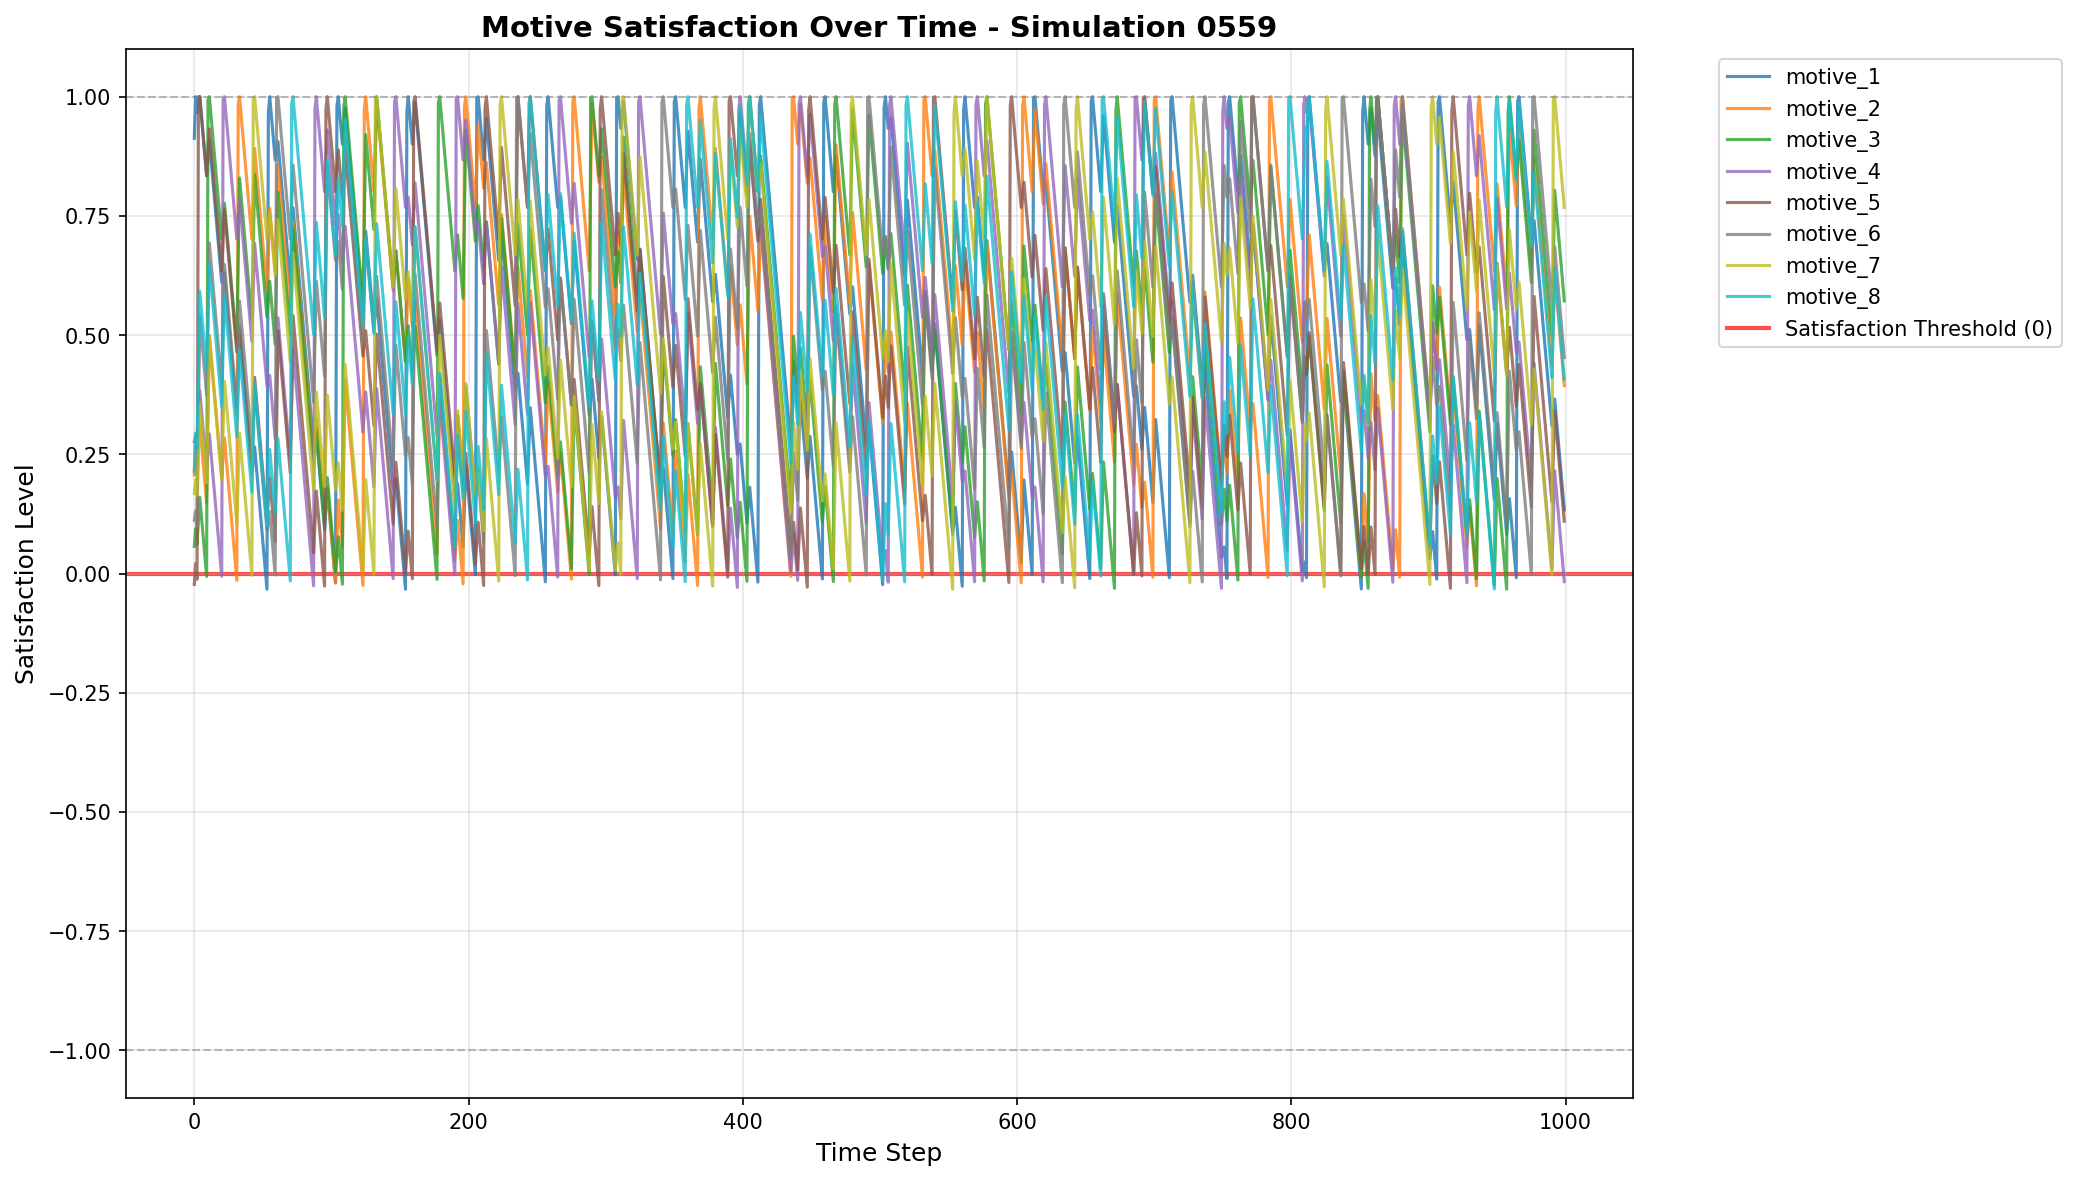 Motive Satisfaction Over Time - Simulation 0559
motive_1
motive_2
motive_3
motive_4
motive_5
motive_6
motive_7
motive_8
Satisfaction Threshold (0)
Satisfaction Level
1.00
0.75
0.50
0.25
0.00
−0.25
−0.50
−0.75
−1.00
0 200 400 600 800 1000
Time Step